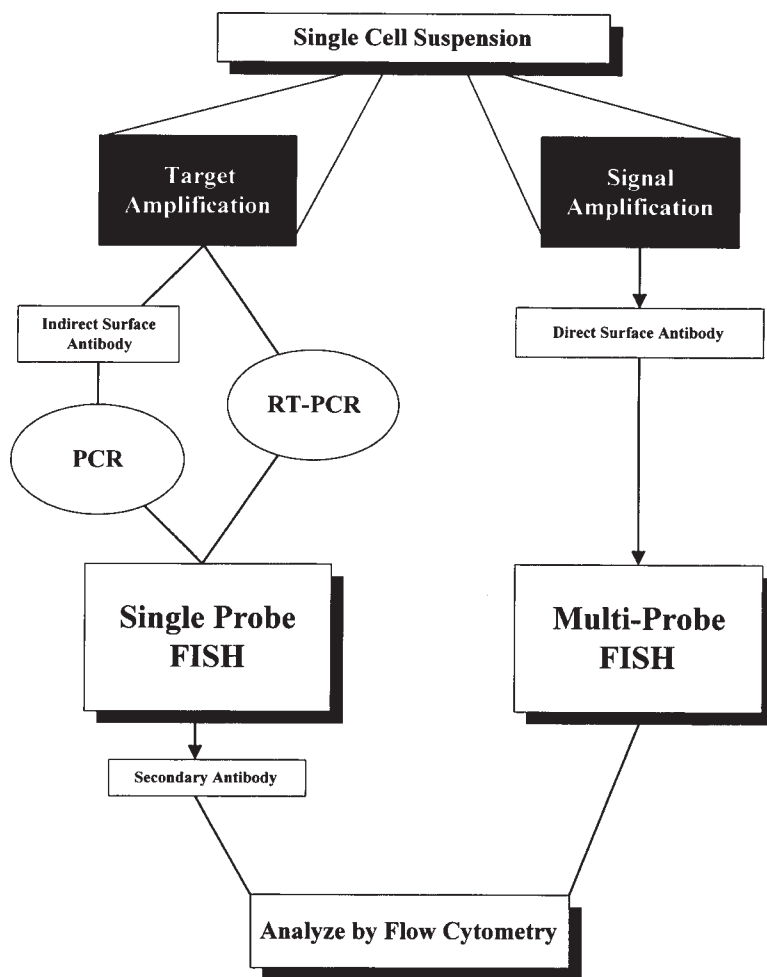 Single Cell Suspension
Target
Amplification
Signal
Amplification
Indirect Surface
Antibody
Direct Surface Antibody
RT-PCR
PCR
Single Probe
FISH
Multi-Probe
FISH
Secondary Antibody
Analyze by Flow Cytometry